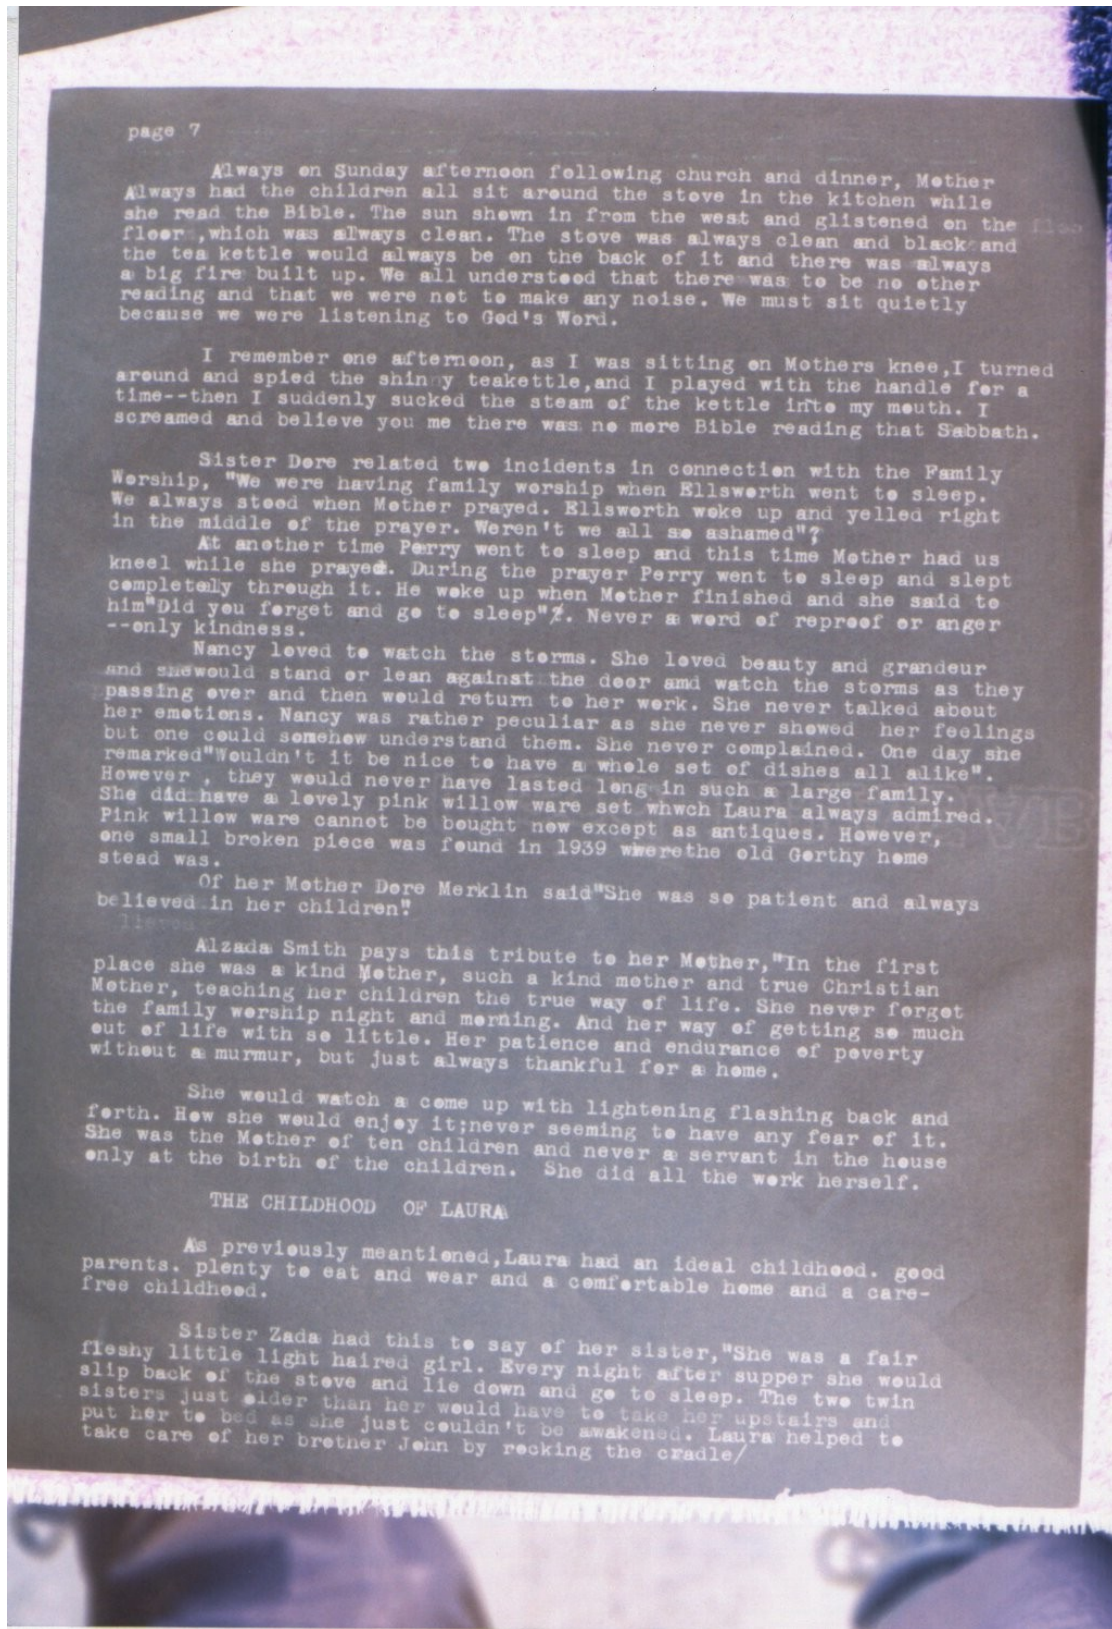 page 7
Always on Sunday afternoon following church and dinner, Mother
Always had the children all sit around the stove in the kitchen while
she read the Bible. The sun shown in from the west and glistened on the
floor ,which was always clean. The stove was always clean and black and
the tea kettle would always be on the back of it and there was always
a big fire built up. We all understood that there was to be no other
reading and that we were not to make any noise. We must sit quietly
because we were listening to God's Word.
I remember one afternoon, as I was sitting on Mothers knee,I turned
around and spied the shinny teakettle,and I played with the handle for a
time--then I suddenly sucked the steam of the kettle into my mouth. I
screamed and believe you me there was no more Bible reading that Sabbath.
Sister Dore related two incidents in connection with the Family
Worship, "We were having family worship when Ellsworth went to sleep.
We always stood when Mother prayed. Ellsworth woke up and yelled right
in the middle of the prayer. Weren't we all so ashamed"?
At another time Perry went to sleep and this time Mother had us
kneel while she prayed. During the prayer Perry went to sleep and slept
completely through it. He woke up when Mother finished and she said to
him"Did you forget and go to sleep"?. Never a word of reproof or anger
--only kindness.
Nancy loved to watch the storms. She loved beauty and grandeur
and shewould stand or lean against the door amd watch the storms as they
passing over and then would return to her work. She never talked about
her emotions. Nancy was rather peculiar as she never showed her feelings
but one could somehow understand them. She never complained. One day she
remarked"Wouldn't it be nice to have a whole set of dishes all alike".
However , they would never have lasted long in such a large family.
She did have a lovely pink willow ware set whwch Laura always admired.
Pink willow ware cannot be bought now except as antiques. However,
one small broken piece was found in 1939 wherethe old Gorthy home
stead was.
Of her Mother Dore Merklin said"She was so patient and always
believed in her children"
Alzada Smith pays this tribute to her Mother,"In the first
place she was a kind Mother, such a kind mother and true Christian
Mother, teaching her children the true way of life. She never forgot
the family worship night and morning. And her way of getting so much
out of life with so little. Her patience and endurance of poverty
without a murmur, but just always thankful for a home.
She would watch a come up with lightening flashing back and
forth. How she would enjoy it;never seeming to have any fear of it.
She was the Mother of ten children and never a servant in the house
only at the birth of the children. She did all the work herself.
THE CHILDHOOD OF LAURA
As previously meantioned,Laura had an ideal childhood. good
parents. plenty to eat and wear and a comfortable home and a care-
free childhood.
Sister Zada had this to say of her sister,"She was a fair
fleshy little light haired girl. Every night after supper she would
slip back of the stove and lie down and go to sleep. The two twin
sisters just older than her would have to take her upstairs and
put her to bed as she just couldn't be awakened. Laura helped to
take care of her brother John by rocking the cradle/